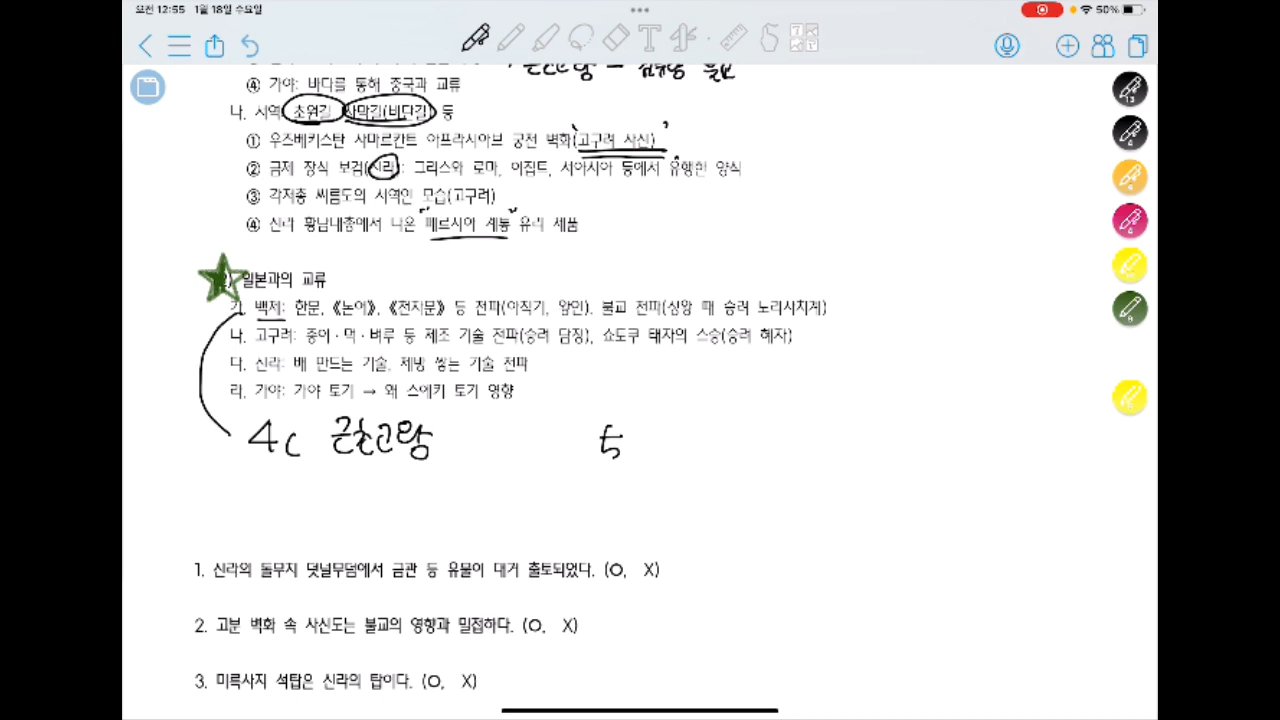 오전 12:55 1월 18일 수요일
50%
④ 가야: 바다를 통해 중국과 교류
나. 서역: 초원길, 사막길(비단길) 등
① 우즈베키스탄 사마르칸트 아프라시아브 궁전 벽화(고구려 사신)
② 금제 장식 보검(신라): 그리스와 로마, 이집트, 서아시아 등에서 유행한 양식
③ 각저총 씨름도의 서역인 모습(고구려)
④ 신라 황남대총에서 나온 "페르시아 계통" 유리 제품
2) 일본과의 교류
가. 백제: 한문, 《논어》, 《천자문》 등 전파(아직기, 왕인). 불교 전파(성왕 때 승려 노리사치계)
나. 고구려: 종이·먹·벼루 등 제조 기술 전파(승려 담징), 쇼도쿠 태자의 스승(승려 혜자)
다. 신라: 배 만드는 기술, 제방 쌓는 기술 전파
라. 가야: 가야 토기 → 왜 스에키 토기 영향
4C 근초고왕 5
1. 신라의 돌무지 덧널무덤에서 금관 등 유물이 대거 출토되었다. (O, X)
2. 고분 벽화 속 사신도는 불교의 영향과 밀접하다. (O, X)
3. 미륵사지 석탑은 신라의 탑이다. (O, X)